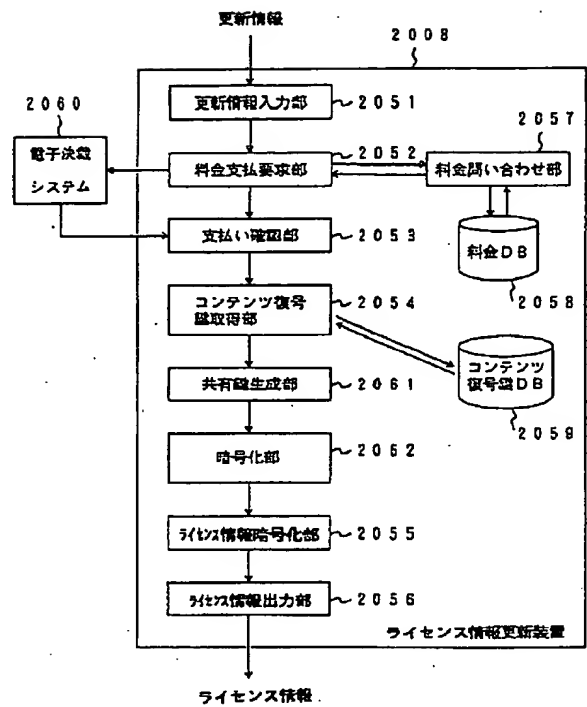 更新情報
2008
更新情報入力部
2051
2060
電子決裁
システム
料金支払要求部
2052
2057
料金問い合わせ部
支払い確認部
2053
料金DB
2058
コンテンツ復号
鍵取得部
2054
コンテンツ
復号鍵DB
2059
共有鍵生成部
2061
暗号化部
2062
ライセンス情報暗号化部
2055
ライセンス情報出力部
2056
ライセンス情報更新装置
ライセンス情報